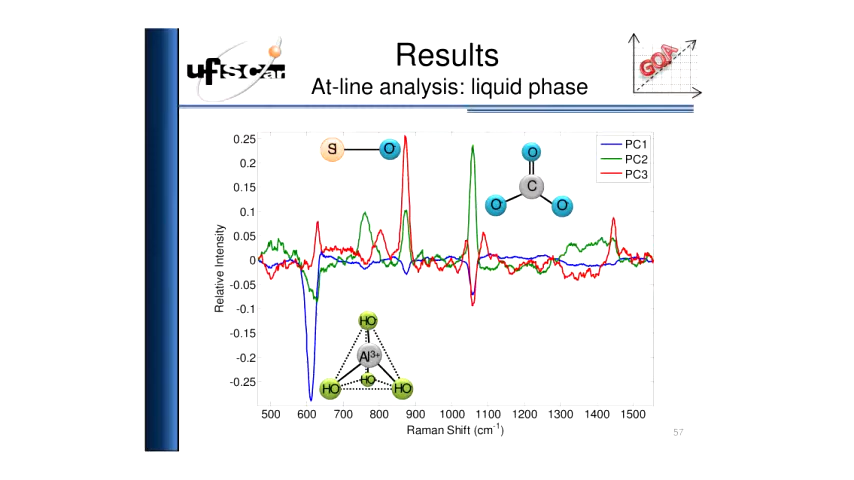 Results
At-line analysis: liquid phase
ufscar
GOA
0.25
0.2
0.15
0.1
0.05
0
-0.05
-0.1
-0.15
-0.2
-0.25
Relative Intensity
500 600 700 800 900 1000 1100 1200 1300 1400 1500
Raman Shift (cm-1)
PC1
PC2
PC3
Si O-
O
C
O- O-
HO-
Al3+
HO-
HO- HO-
57